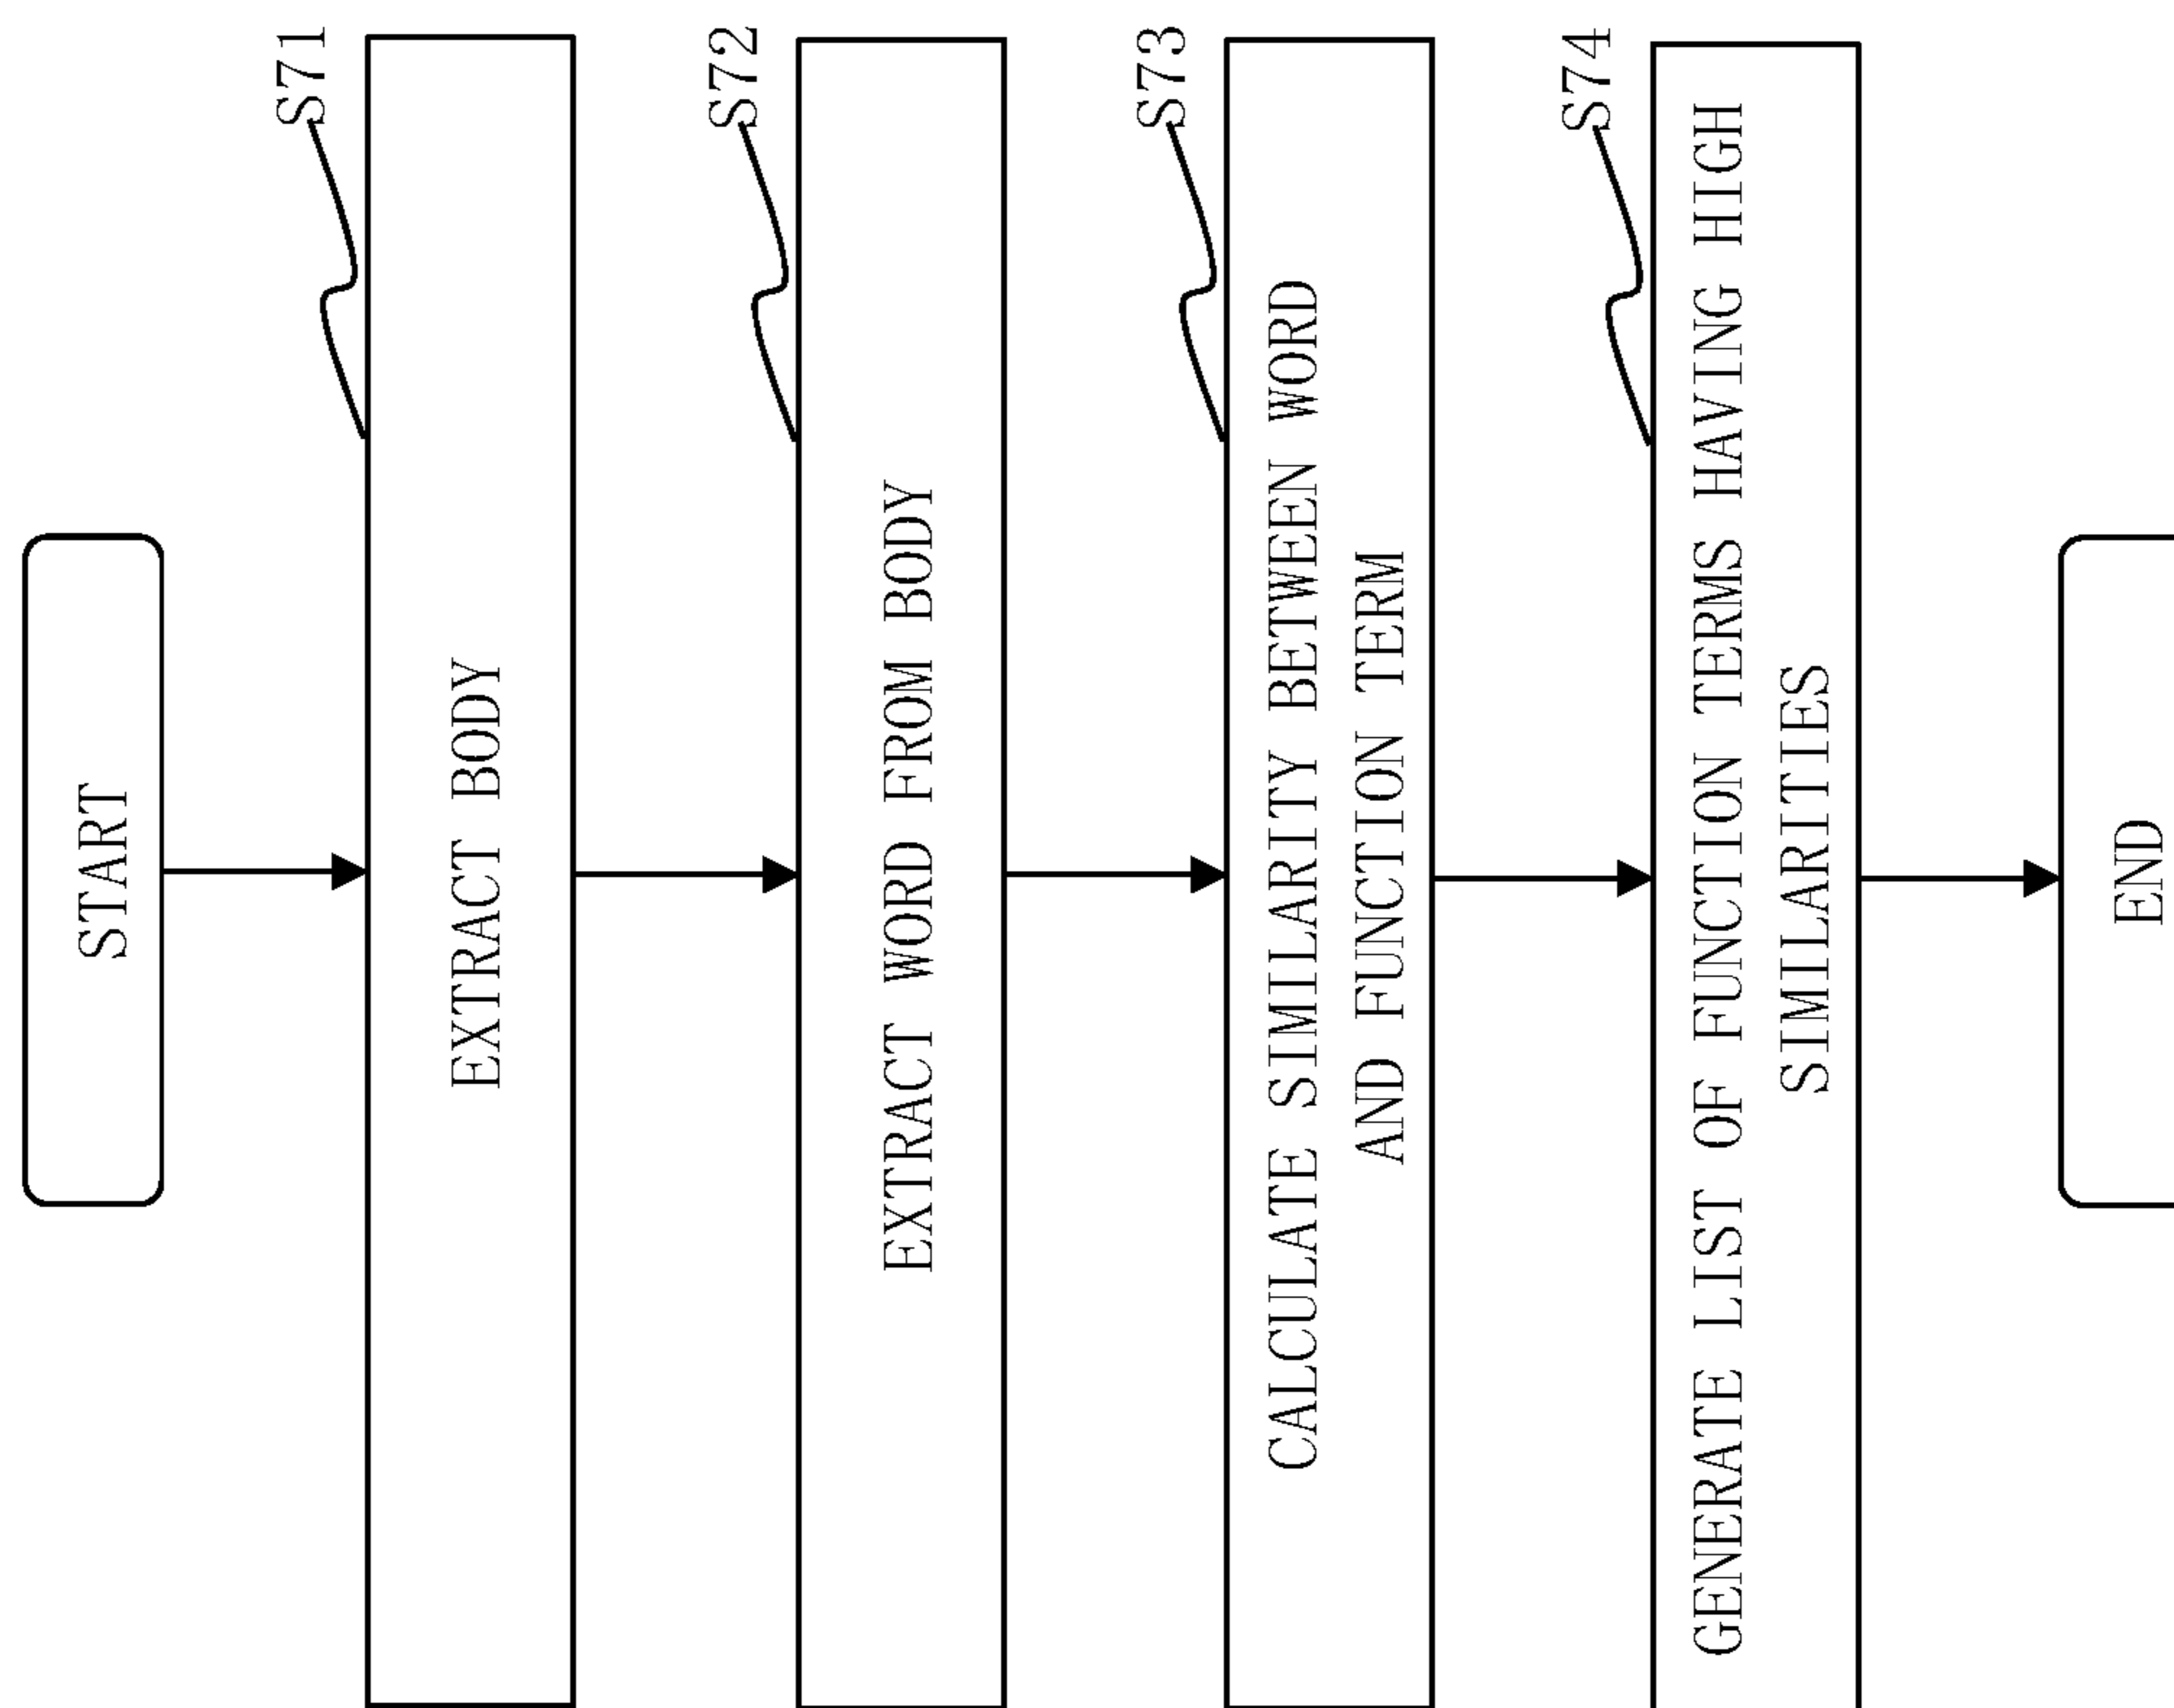 START
S71
EXTRACT BODY
S72
EXTRACT WORD FROM BODY
S73
CALCULATE SIMILARITY BETWEEN WORD
AND FUNCTION TERM
S74
GENERATE LIST OF FUNCTION TERMS HAVING HIGH
SIMILARITIES
END